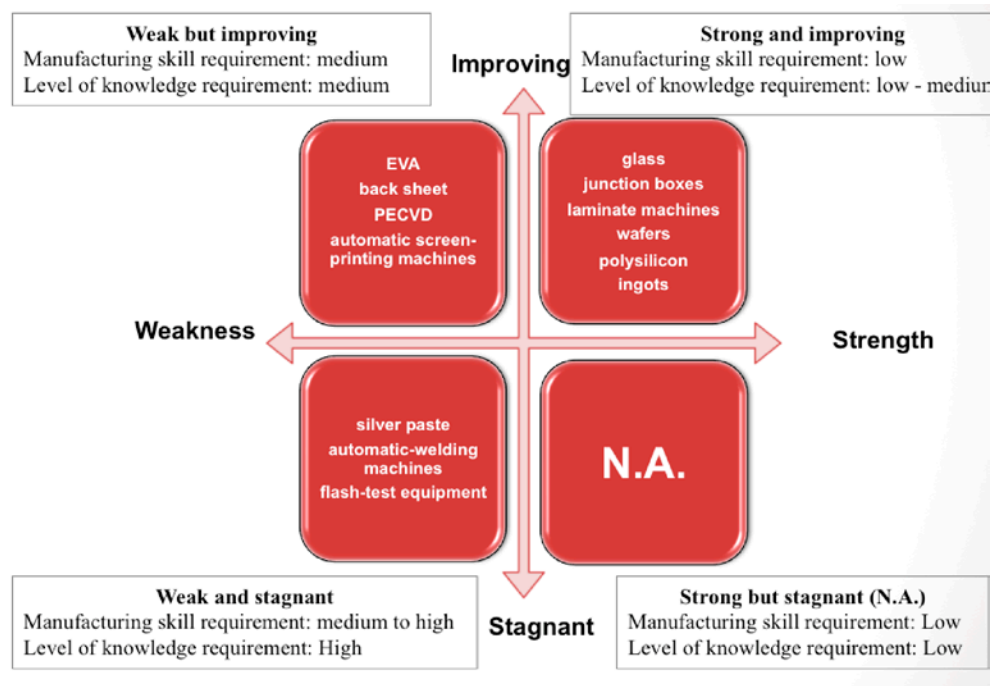 Weak but improving
Manufacturing skill requirement: medium
Level of knowledge requirement: medium
Improving
Strong and improving
Manufacturing skill requirement: low
Level of knowledge requirement: low - medium
EVA
back sheet
PECVD
automatic screen-
printing machines
glass
junction boxes
laminate machines
wafers
polysilicon
ingots
Weakness
Strength
silver paste
automatic-welding
machines
flash-test equipment
N.A.
Weak and stagnant
Manufacturing skill requirement: medium to high
Level of knowledge requirement: High
Stagnant
Strong but stagnant (N.A.)
Manufacturing skill requirement: Low
Level of knowledge requirement: Low